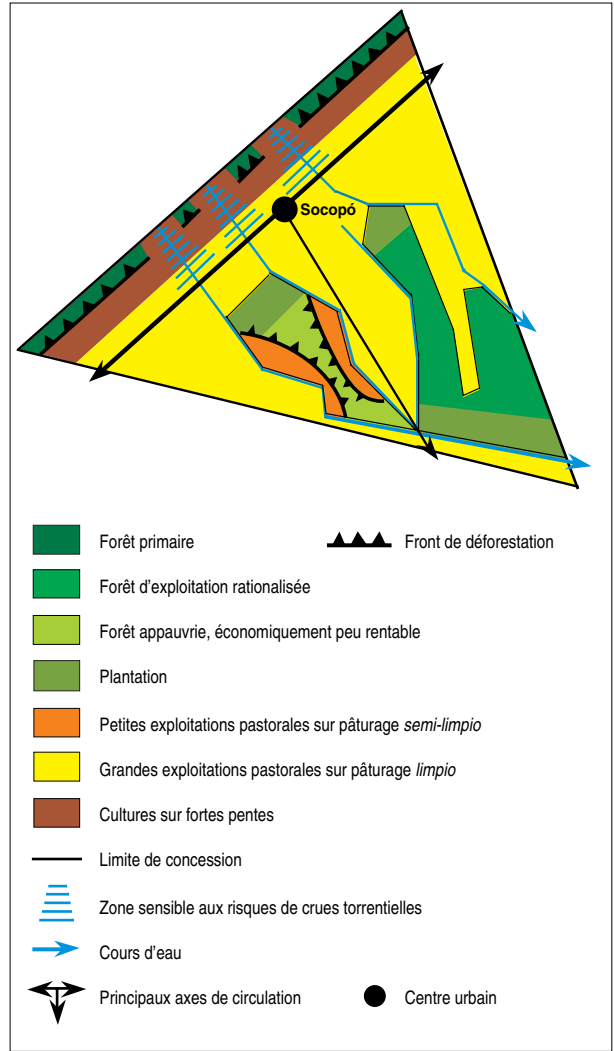 Socopó
Forêt primaire
Front de déforestation
Forêt d'exploitation rationalisée
Forêt appauvrie, économiquement peu rentable
Plantation
Petites exploitations pastorales sur pâturage semi-limpio
Grandes exploitations pastorales sur pâturage limpio
Cultures sur fortes pentes
Limite de concession
Zone sensible aux risques de crues torrentielles
Cours d'eau
Principaux axes de circulation
Centre urbain